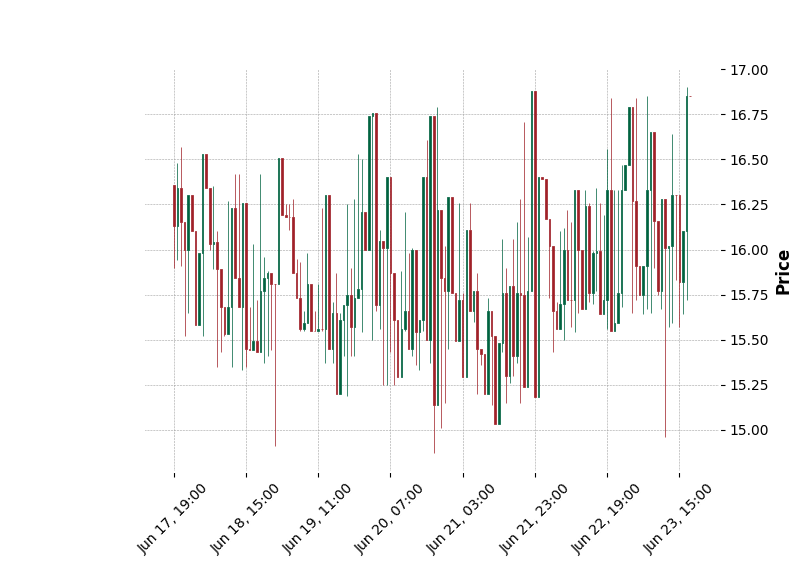 17.00
16.75
16.50
16.25
16.00
15.75
15.50
15.25
15.00
Price
Jun 17, 19:00
Jun 18, 15:00
Jun 19, 11:00
Jun 20, 07:00
Jun 21, 03:00
Jun 21, 23:00
Jun 22, 19:00
Jun 23, 15:00